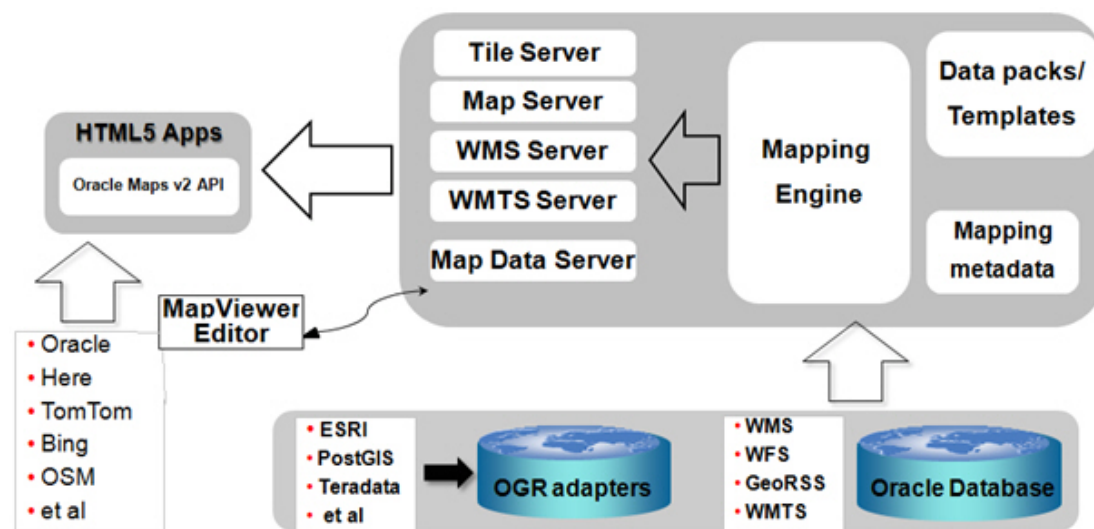 Tile Server
Map Server
WMS Server
WMTS Server
Map Data Server
Mapping
Engine
Data packs/
Templates
Mapping
metadata
HTML5 Apps
Oracle Maps v2 API
MapViewer
Editor
• Oracle
• Here
• TomTom
• Bing
• OSM
• et al
• ESRI
• PostGIS
• Teradata
• et al
OGR adapters
• WMS
• WFS
• GeoRSS
• WMTS
Oracle Database